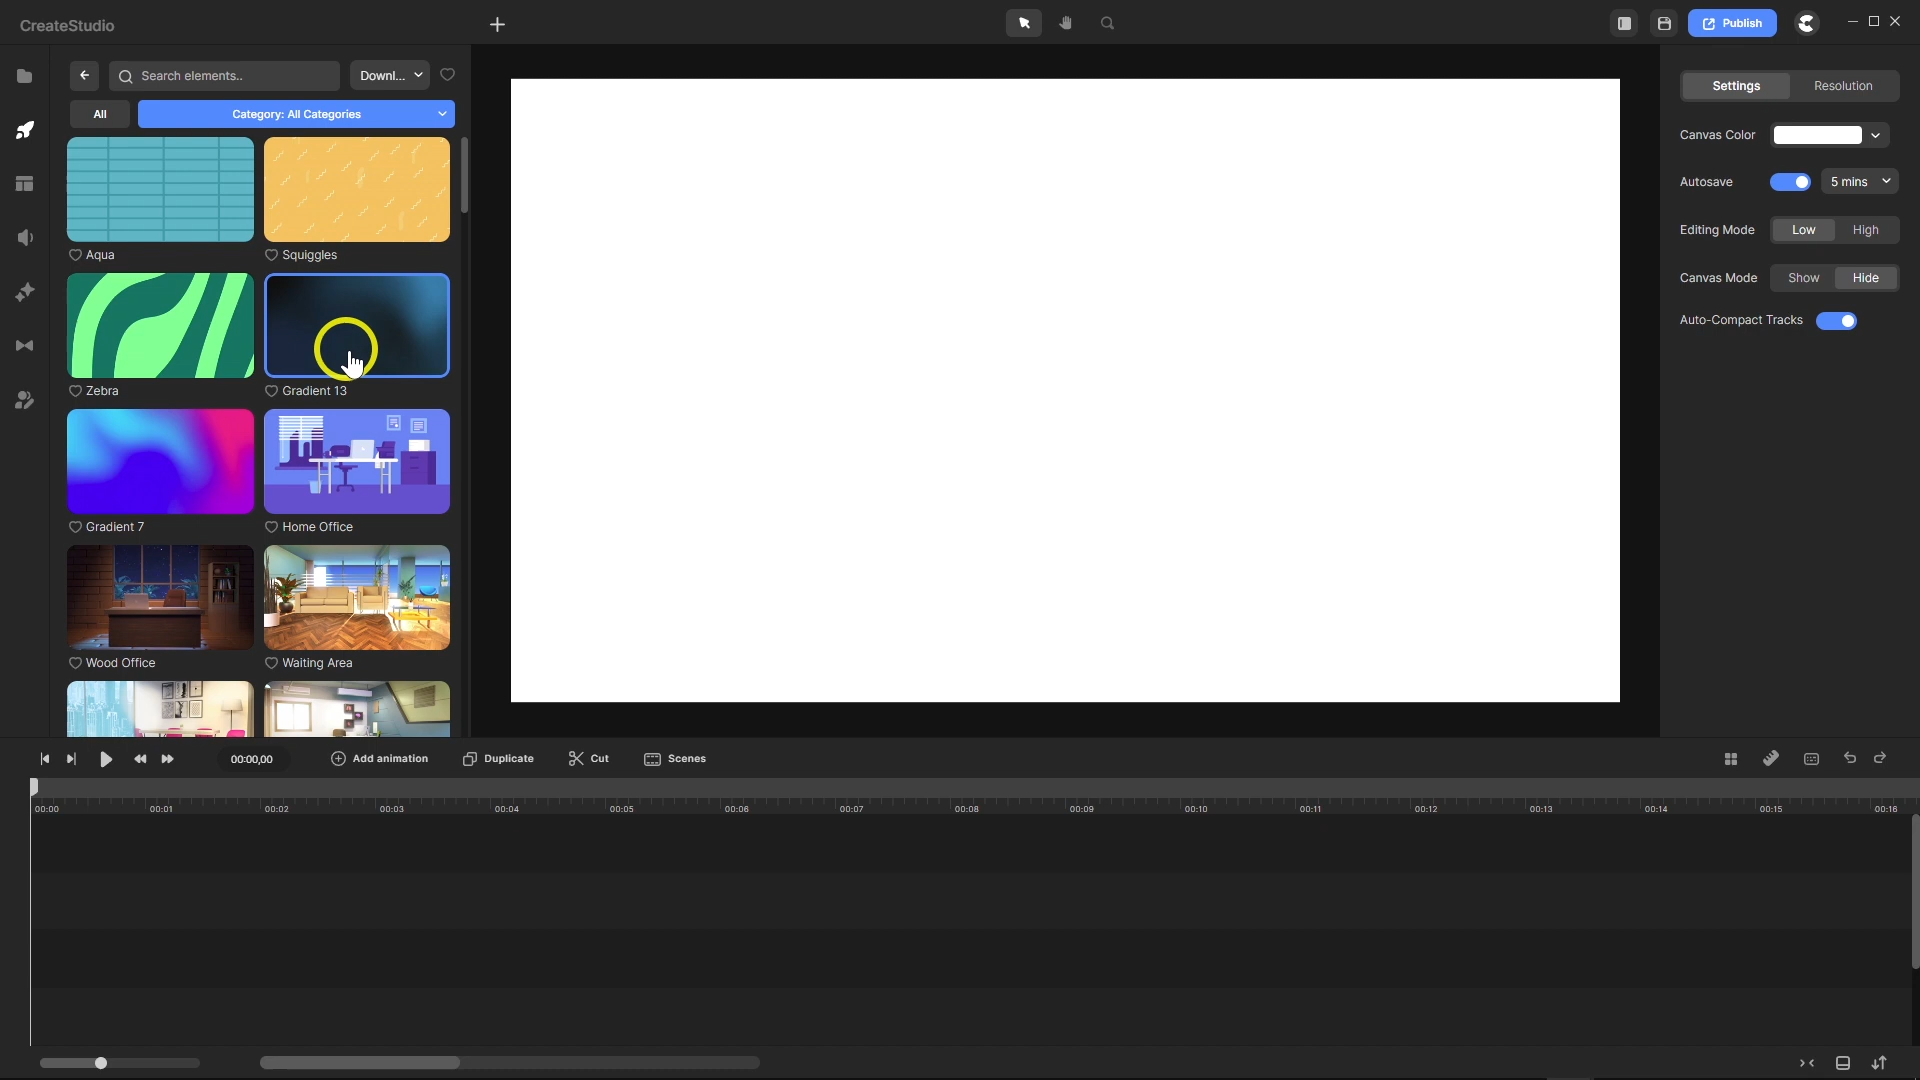 CreateStudio
Publish
Search elements..
Downl...
All
Category: All Categories
Aqua
Squiggles
Zebra
Gradient 13
Gradient 7
Home Office
Wood Office
Waiting Area
Settings
Resolution
Canvas Color
Autosave
5 mins
Editing Mode
Low
High
Canvas Mode
Show
Hide
Auto-Compact Tracks
00:00,00
Add animation
Duplicate
Cut
Scenes
00:00 00:01 00:02 00:03 00:04 00:05 00:06 00:07 00:08 00:09 00:10 00:11 00:12 00:13 00:14 00:15 00:16